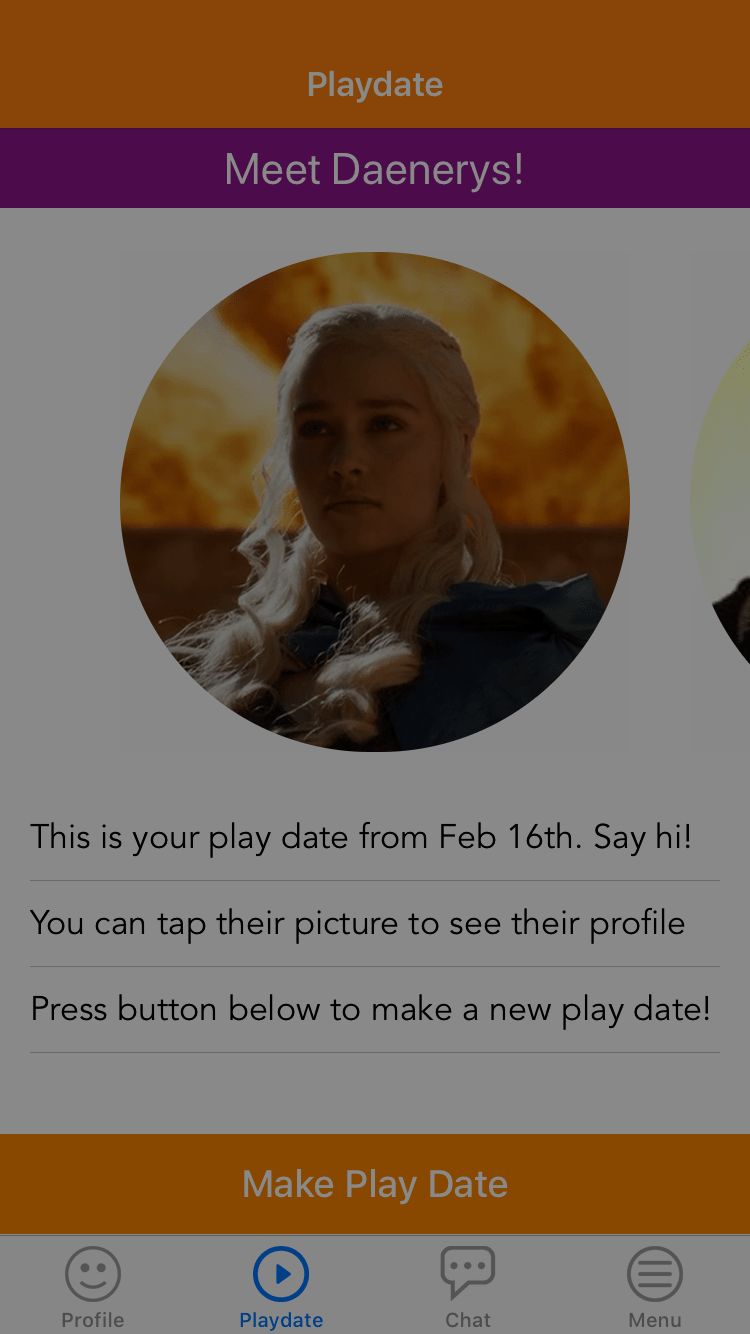 Playdate
Meet Daenerys!
This is your play date from Feb 16th. Say hi!
You can tap their picture to see their profile
Press button below to make a new play date!
Make Play Date
Profile
Playdate
Chat
Menu